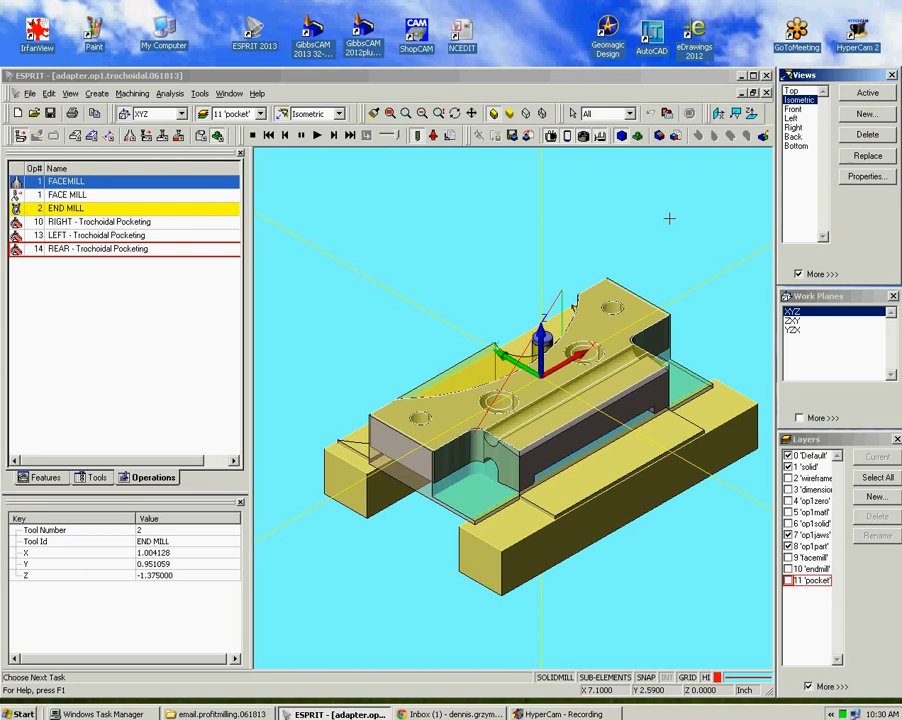 IrfanView
Paint
My Computer
ESPRIT 2013
GibbsCAM 2013 32-...
GibbsCAM 2012plu...
ShopCAM
NCEDIT
Geomagic Design
AutoCAD
eDrawings 2012
GoToMeeting
HyperCam 2
ESPRIT - [adapter.op1.trochoidal.061813]
File Edit View Create Machining Analysis Tools Window Help
XYZ
11 'pocket'
Isometric
All
Op# Name
1 FACEMILL
1 FACE MILL
2 END MILL
10 RIGHT - Trochoidal Pocketing
13 LEFT - Trochoidal Pocketing
14 REAR - Trochoidal Pocketing
Features Tools Operations
Key Value
Tool Number 2
Tool Id END MILL
X 1.004128
Y 0.951059
Z -1.375000
Z
Views
Top
Isometric
Front
Left
Right
Back
Bottom
Active
New...
Delete
Replace
Properties...
More >>>
Work Planes
XYZ
ZXY
YZX
More >>>
Layers
0 'Default'
1 'solid'
2 'wireframe
3 'dimension
4 'op1zero'
5 'op1matl'
6 'op1solid'
7 'op1jaws'
8 'op1part'
9 'facemill'
10 'endmill'
11 'pocket'
Current
Select All
New...
Delete
Rename
More >>>
Choose New Task
SOLIDMILL SUB-ELEMENTS SNAP INT GRID HI
For Help, press F1
X 7.1000 Y 2.5900 Z 0.0000 Inch
Start
Windows Task Manager
email.profitmilling.061813
ESPRIT - [adapter.op...
Inbox (1) - dennis.grzym...
HyperCam - Recording
10:30 AM